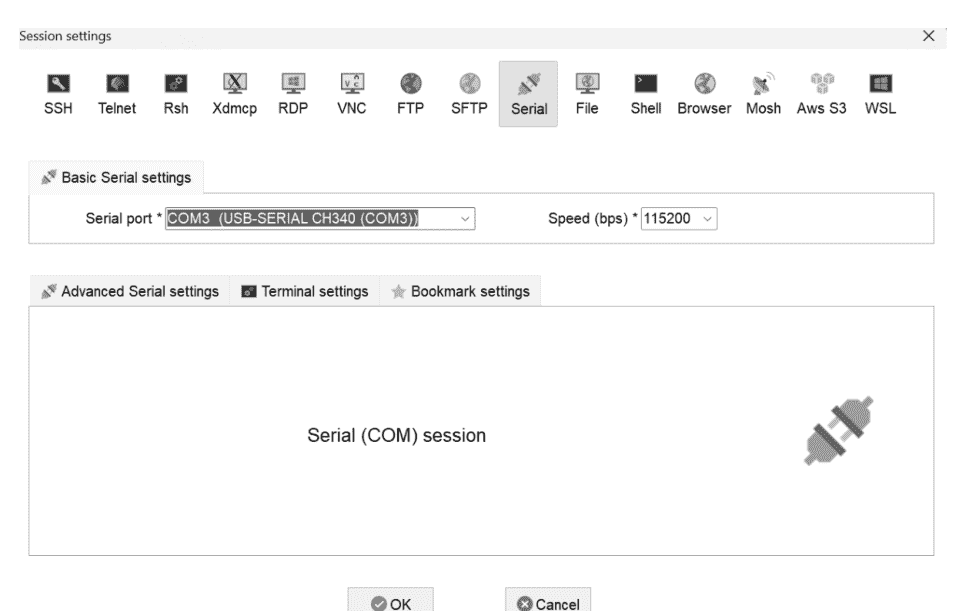 Session settings
SSH Telnet Rsh Xdmcp RDP VNC FTP SFTP Serial File Shell Browser Mosh Aws S3 WSL
Basic Serial settings
Serial port * COM3 (USB-SERIAL CH340 (COM3)) Speed (bps) * 115200
Advanced Serial settings Terminal settings Bookmark settings
Serial (COM) session
OK Cancel